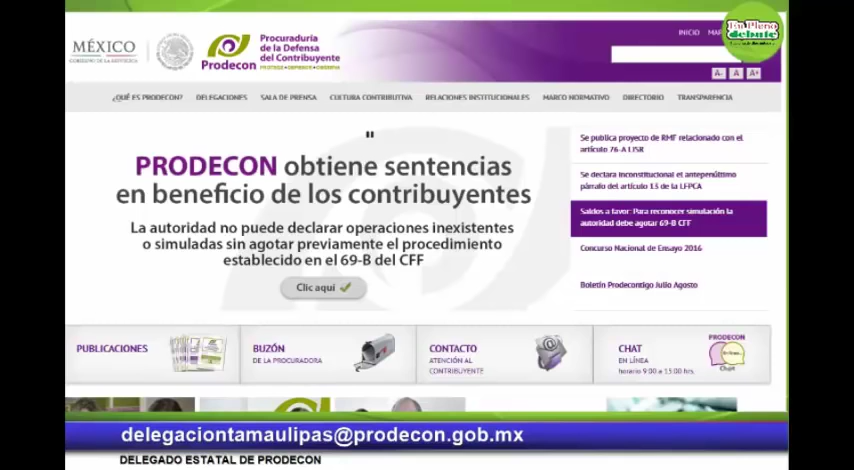 MÉXICO
GOBIERNO DE LA REPÚBLICA
Prodecon
Procuraduría
de la Defensa
del Contribuyente
PROTEGE • DEFIENDE • OBSERVA
INICIO
En Pleno
debate
A- A A+
¿QUÉ ES PRODECON? DELEGACIONES SALA DE PRENSA CULTURA CONTRIBUTIVA RELACIONES INSTITUCIONALES MARCO NORMATIVO DIRECTORIO TRANSPARENCIA
"
PRODECON obtiene sentencias
en beneficio de los contribuyentes
La autoridad no puede declarar operaciones inexistentes
o simuladas sin agotar previamente el procedimiento
establecido en el 69-B del CFF
Clic aquí
Se publica proyecto de RMF relacionado con el
artículo 76-A LISR
Se declara inconstitucional el antepenúltimo
párrafo del artículo 13 de la LFPCA
Saldos a favor: Para reconocer simulación la
autoridad debe agotar 69-B CFF
Concurso Nacional de Ensayo 2016
Boletín Prodecontigo Julio Agosto
PUBLICACIONES
BUZÓN
DE LA PROCURADORA
CONTACTO
ATENCIÓN AL
CONTRIBUYENTE
CHAT
EN LÍNEA
horario 9:00 a 15:00 hrs.
PRODECON
Chat
delegaciontamaulipas@prodecon.gob.mx
DELEGADO ESTATAL DE PRODECON